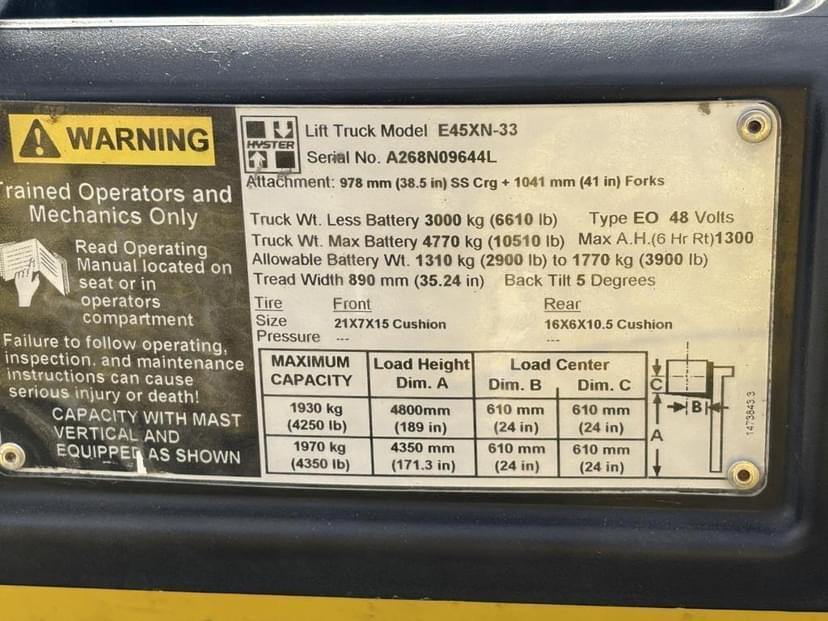 WARNING
Trained Operators and
Mechanics Only
Read Operating
Manual located on
seat or in
operators
compartment
Failure to follow operating,
inspection, and maintenance
instructions can cause
serious injury or death!
CAPACITY WITH MAST
VERTICAL AND
EQUIPPED AS SHOWN
HYSTER
Lift Truck Model E45XN-33
Serial No. A268N09644L
Attachment: 978 mm (38.5 in) SS Crg + 1041 mm (41 in) Forks
Truck Wt. Less Battery 3000 kg (6610 lb) Type EO 48 Volts
Truck Wt. Max Battery 4770 kg (10510 lb) Max A.H.(6 Hr Rt)1300
Allowable Battery Wt. 1310 kg (2900 lb) to 1770 kg (3900 lb)
Tread Width 890 mm (35.24 in) Back Tilt 5 Degrees
Tire Front Rear
Size 21X7X15 Cushion 16X6X10.5 Cushion
Pressure --- ---
MAXIMUM CAPACITY Load Height Dim. A Load Center Dim. B Dim. C
1930 kg (4250 lb) 4800mm (189 in) 610 mm (24 in) 610 mm (24 in)
1970 kg (4350 lb) 4350 mm (171.3 in) 610 mm (24 in) 610 mm (24 in)
C
B
A
1473843.3